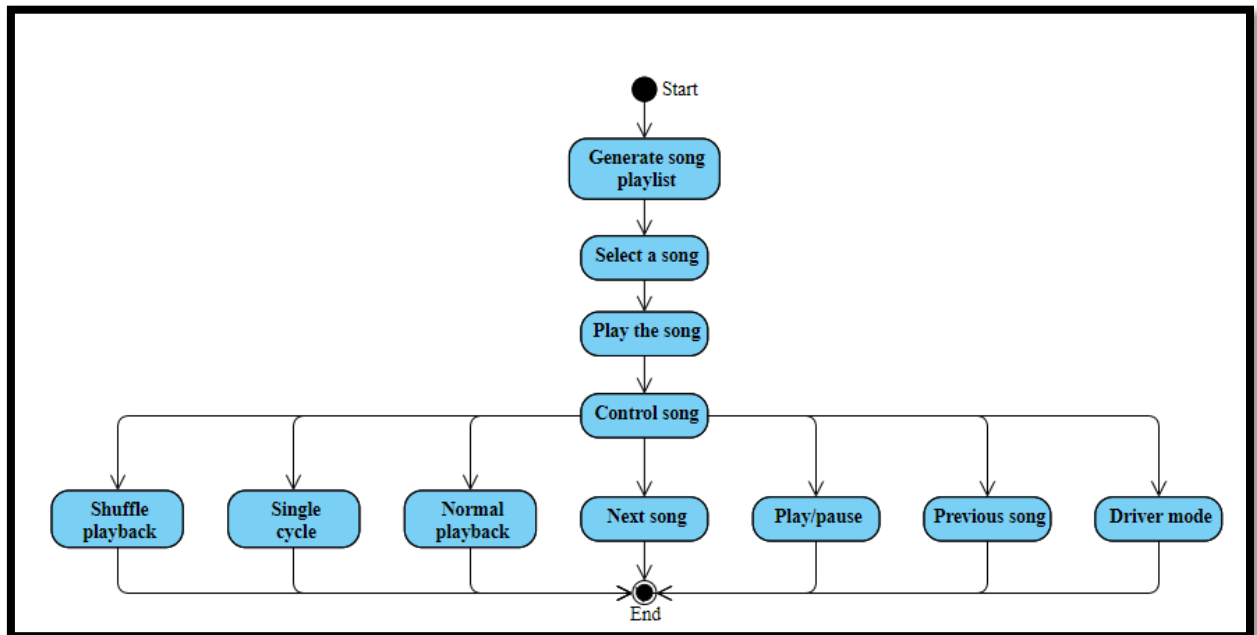 Start
Generate song
playlist
Select a song
Play the song
Control song
Shuffle
playback
Single
cycle
Normal
playback
Next song
Play/pause
Previous song
Driver mode
End